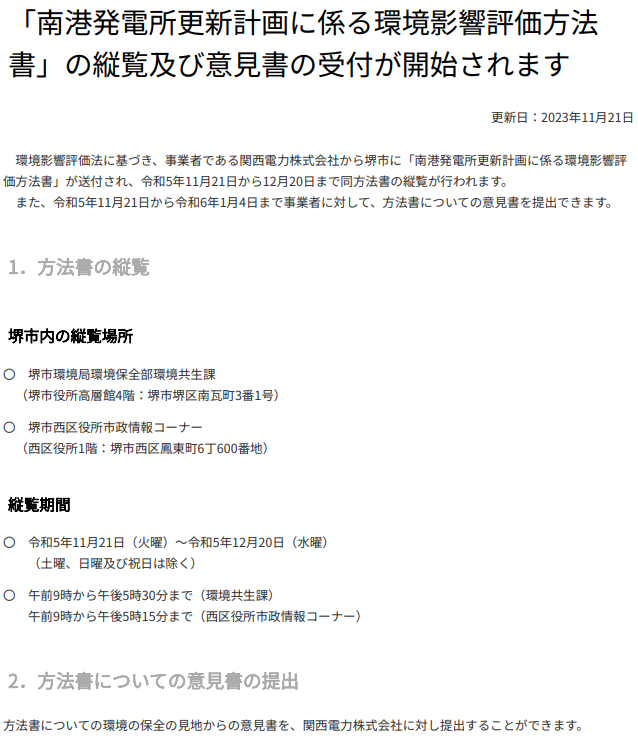 「南港発電所更新計画に係る環境影響評価方法
書」の縦覧及び意見書の受付が開始されます
更新日：2023年11月21日
環境影響評価法に基づき、事業者である関西電力株式会社から堺市に「南港発電所更新計画に係る環境影響評
価方法書」が送付され、令和5年11月21日から12月20日まで同方法書の縦覧が行われます。
また、令和5年11月21日から令和6年1月4日まで事業者に対して、方法書についての意見書を提出できます。
1．方法書の縦覧
堺市内の縦覧場所
〇　堺市環境局環境保全部環境共生課
（堺市役所高層館4階：堺市堺区南瓦町3番1号）
〇　堺市西区役所市政情報コーナー
（西区役所1階：堺市西区鳳東町6丁600番地）
縦覧期間
〇　令和5年11月21日（火曜）～令和5年12月20日（水曜）
（土曜、日曜及び祝日は除く）
〇　午前9時から午後5時30分まで（環境共生課）
午前9時から午後5時15分まで（西区役所市政情報コーナー）
2．方法書についての意見書の提出
方法書についての環境の保全の見地からの意見書を、関西電力株式会社に対し提出することができます。